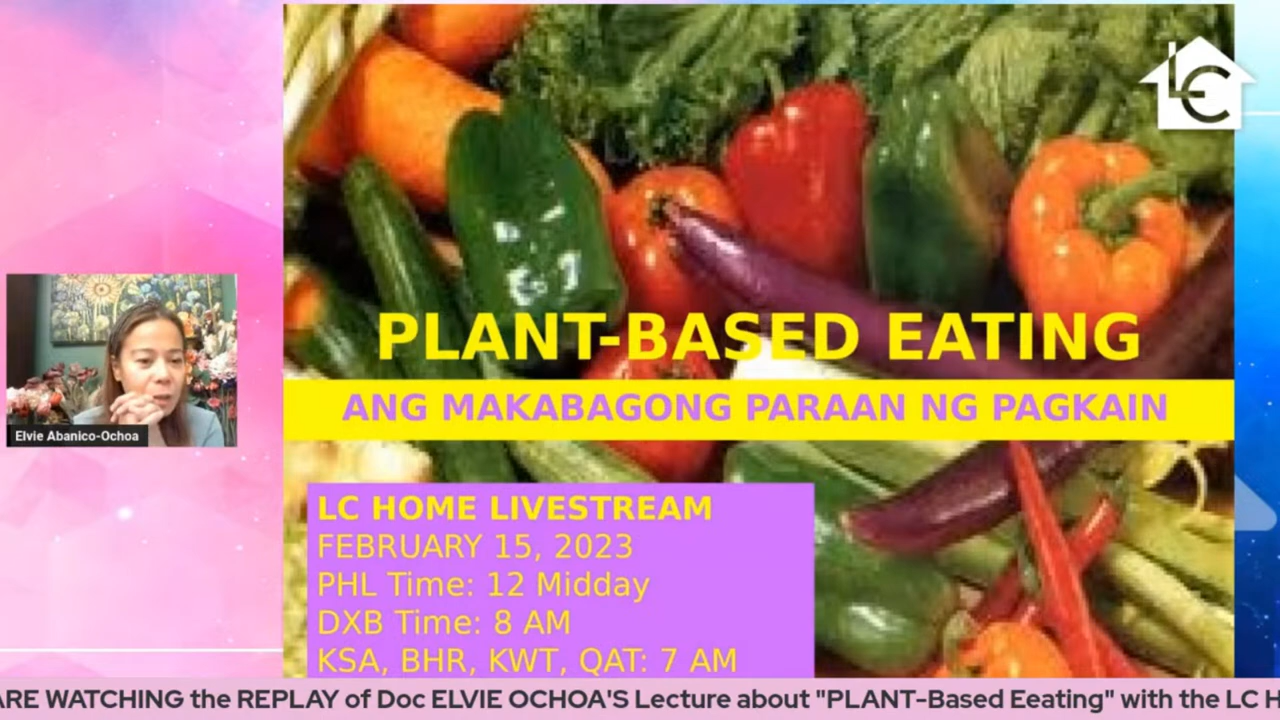 LC
PLANT-BASED EATING
ANG MAKABAGONG PARAAN NG PAGKAIN
Elvie Abanico-Ochoa
LC HOME LIVESTREAM
FEBRUARY 15, 2023
PHL Time: 12 Midday
DXB Time: 8 AM
KSA, BHR, KWT, QAT: 7 AM
ARE WATCHING the REPLAY of Doc ELVIE OCHOA'S Lecture about "PLANT-Based Eeating" with the LC H